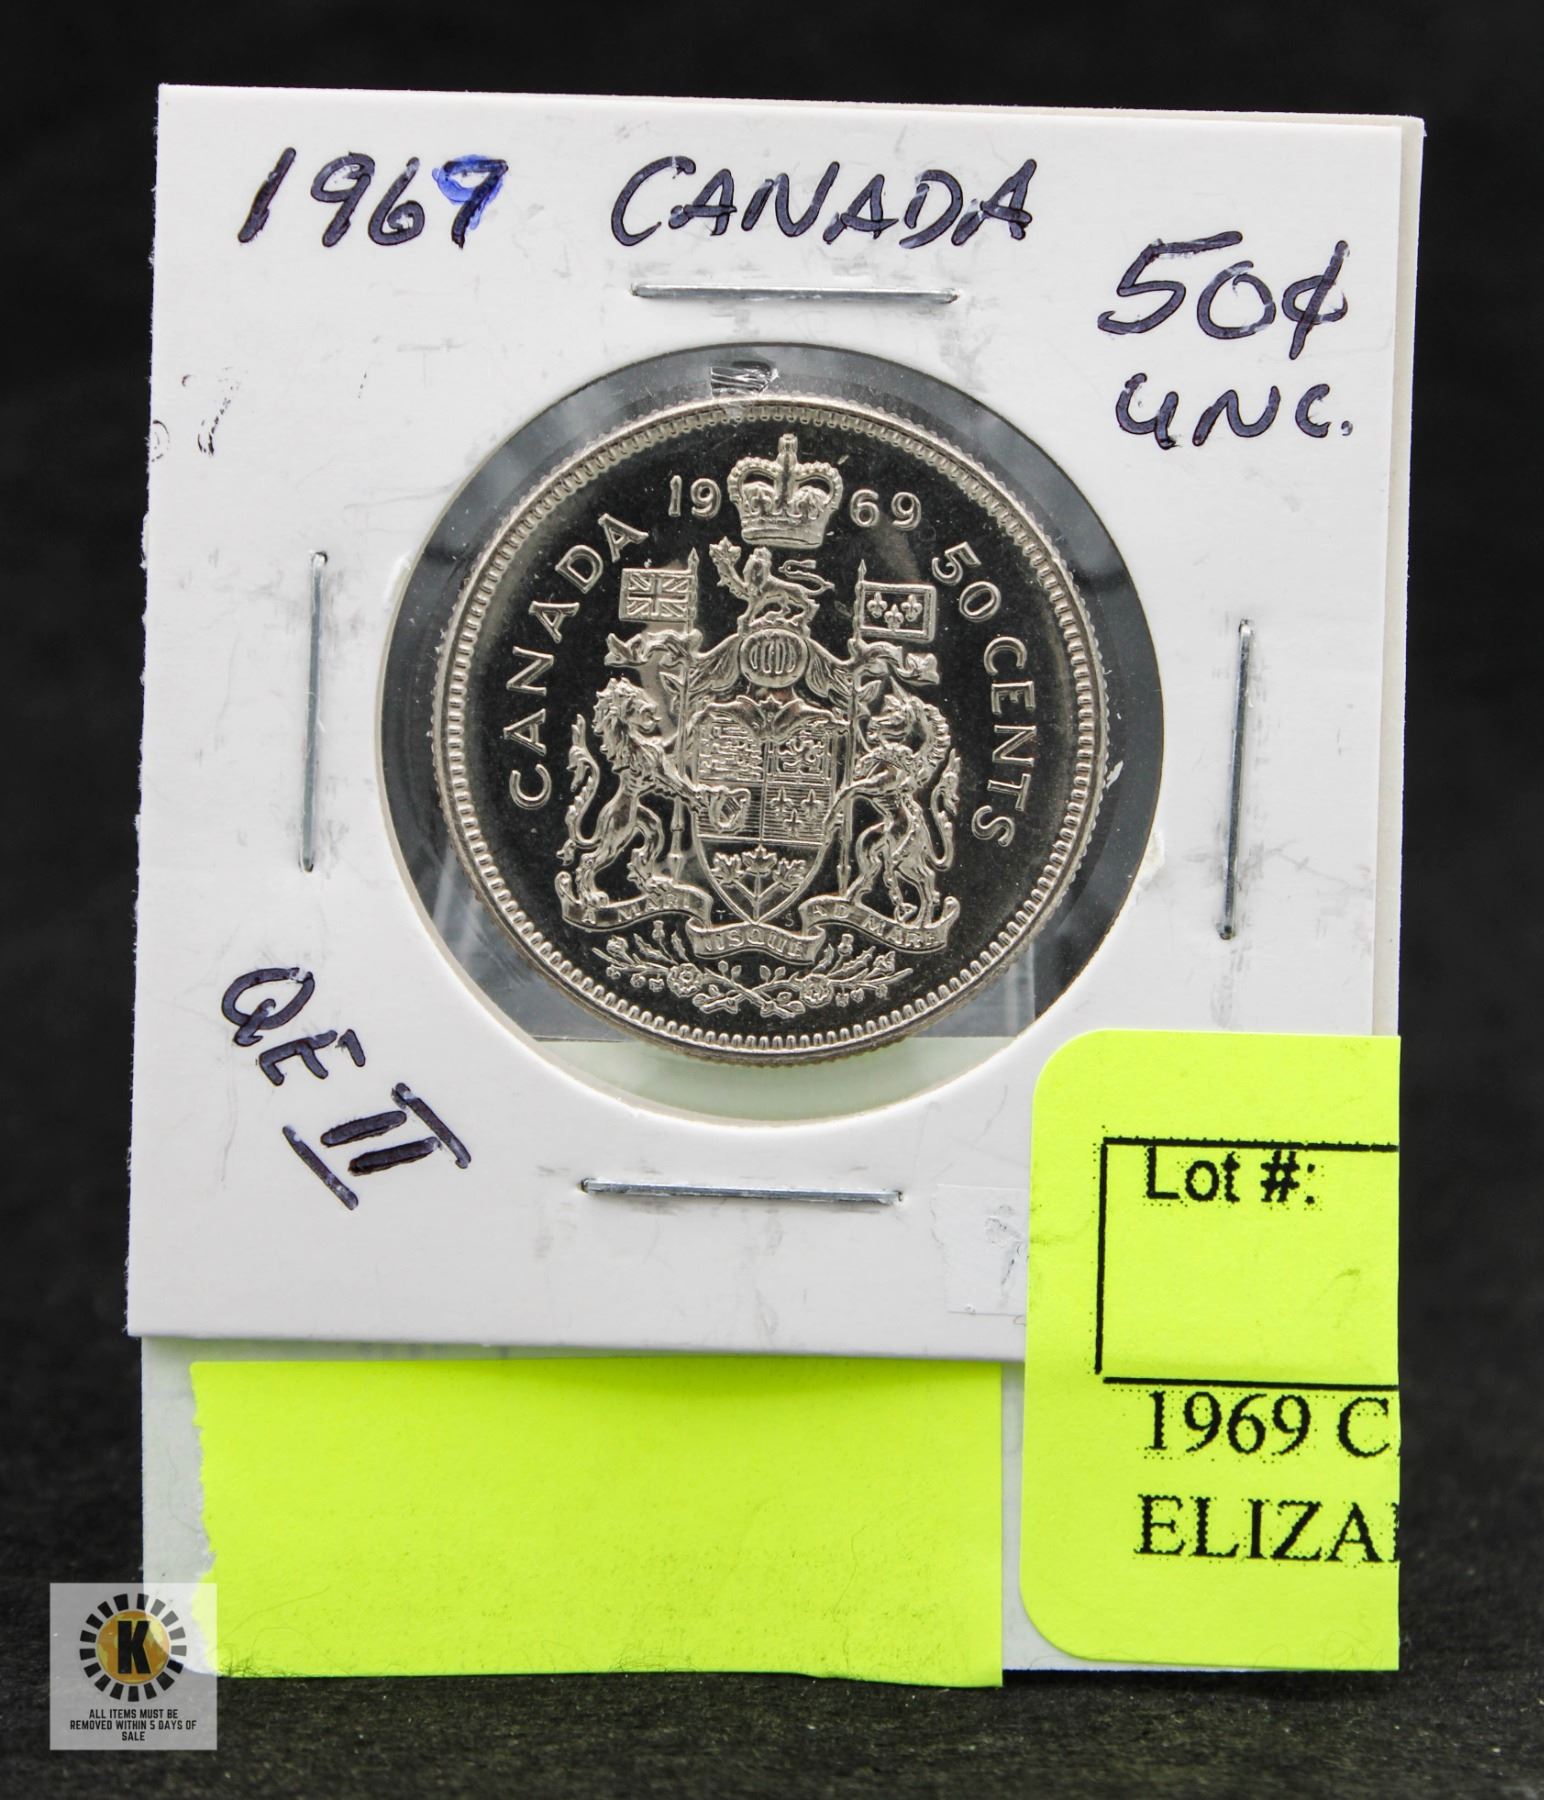 1969 CANADA
50¢
UNC.
CANADA 1969 50 CENTS
A MARI USQUE AD MARE
T S
QE II
Lot #:
1969 C
ELIZA
K
ALL ITEMS MUST BE
REMOVED WITHIN 5 DAYS OF
SALE